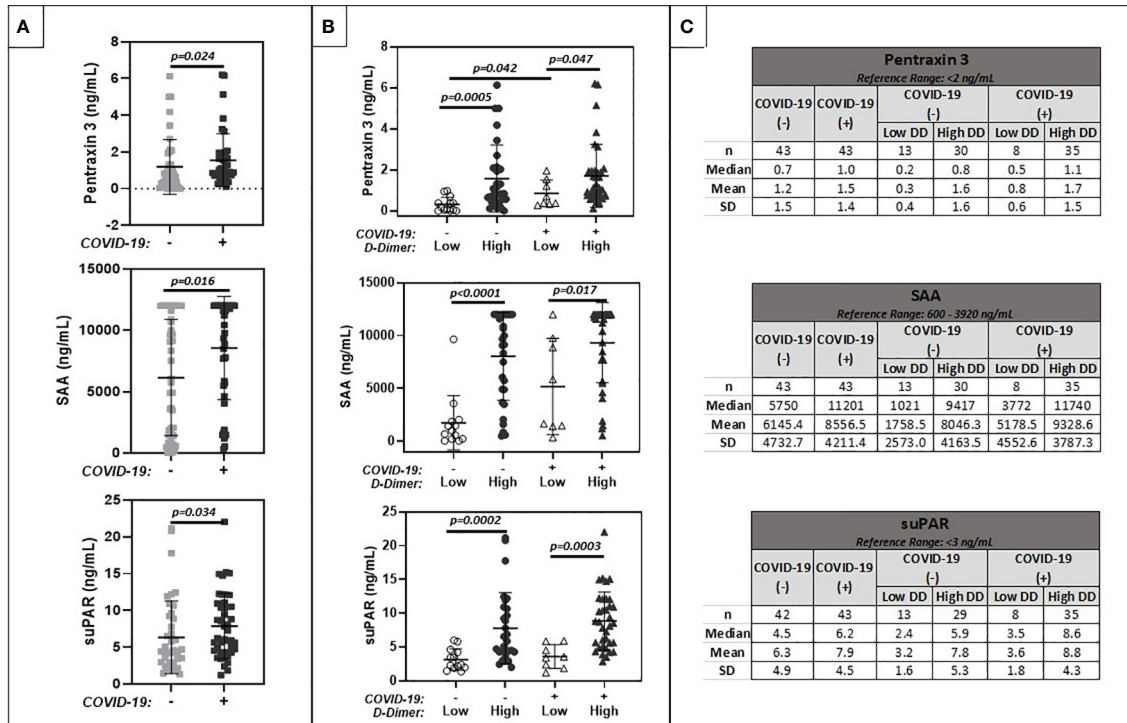 A
8
6
4
2
0
-2
Pentraxin 3 (ng/mL)
p=0.024
COVID-19: - +
15000
10000
5000
0
SAA (ng/mL)
p=0.016
COVID-19: - +
25
20
15
10
5
0
suPAR (ng/mL)
p=0.034
COVID-19: - +
B
8
6
4
2
0
Pentraxin 3 (ng/mL)
p=0.047
p=0.042
p=0.0005
COVID-19: - - + +
D-Dimer: Low High Low High
15000
10000
5000
0
SAA (ng/mL)
p<0.0001
p=0.017
COVID-19: - - + +
D-Dimer: Low High Low High
25
20
15
10
5
0
suPAR (ng/mL)
p=0.0002
p=0.0003
COVID-19: - - + +
D-Dimer: Low High Low High
C
Pentraxin 3
Reference Range: <2 ng/mL
COVID-19 (-) COVID-19 (+) COVID-19 (-) COVID-19 (+)
Low DD High DD Low DD High DD
n 43 43 13 30 8 35
Median 0.7 1.0 0.2 0.8 0.5 1.1
Mean 1.2 1.5 0.3 1.6 0.8 1.7
SD 1.5 1.4 0.4 1.6 0.6 1.5
SAA
Reference Range: 600 - 3920 ng/mL
COVID-19 (-) COVID-19 (+) COVID-19 (-) COVID-19 (+)
Low DD High DD Low DD High DD
n 43 43 13 30 8 35
Median 5750 11201 1021 9417 3772 11740
Mean 6145.4 8556.5 1758.5 8046.3 5178.5 9328.6
SD 4732.7 4211.4 2573.0 4163.5 4552.6 3787.3
suPAR
Reference Range: <3 ng/mL
COVID-19 (-) COVID-19 (+) COVID-19 (-) COVID-19 (+)
Low DD High DD Low DD High DD
n 42 43 13 29 8 35
Median 4.5 6.2 2.4 5.9 3.5 8.6
Mean 6.3 7.9 3.2 7.8 3.6 8.8
SD 4.9 4.5 1.6 5.3 1.8 4.3